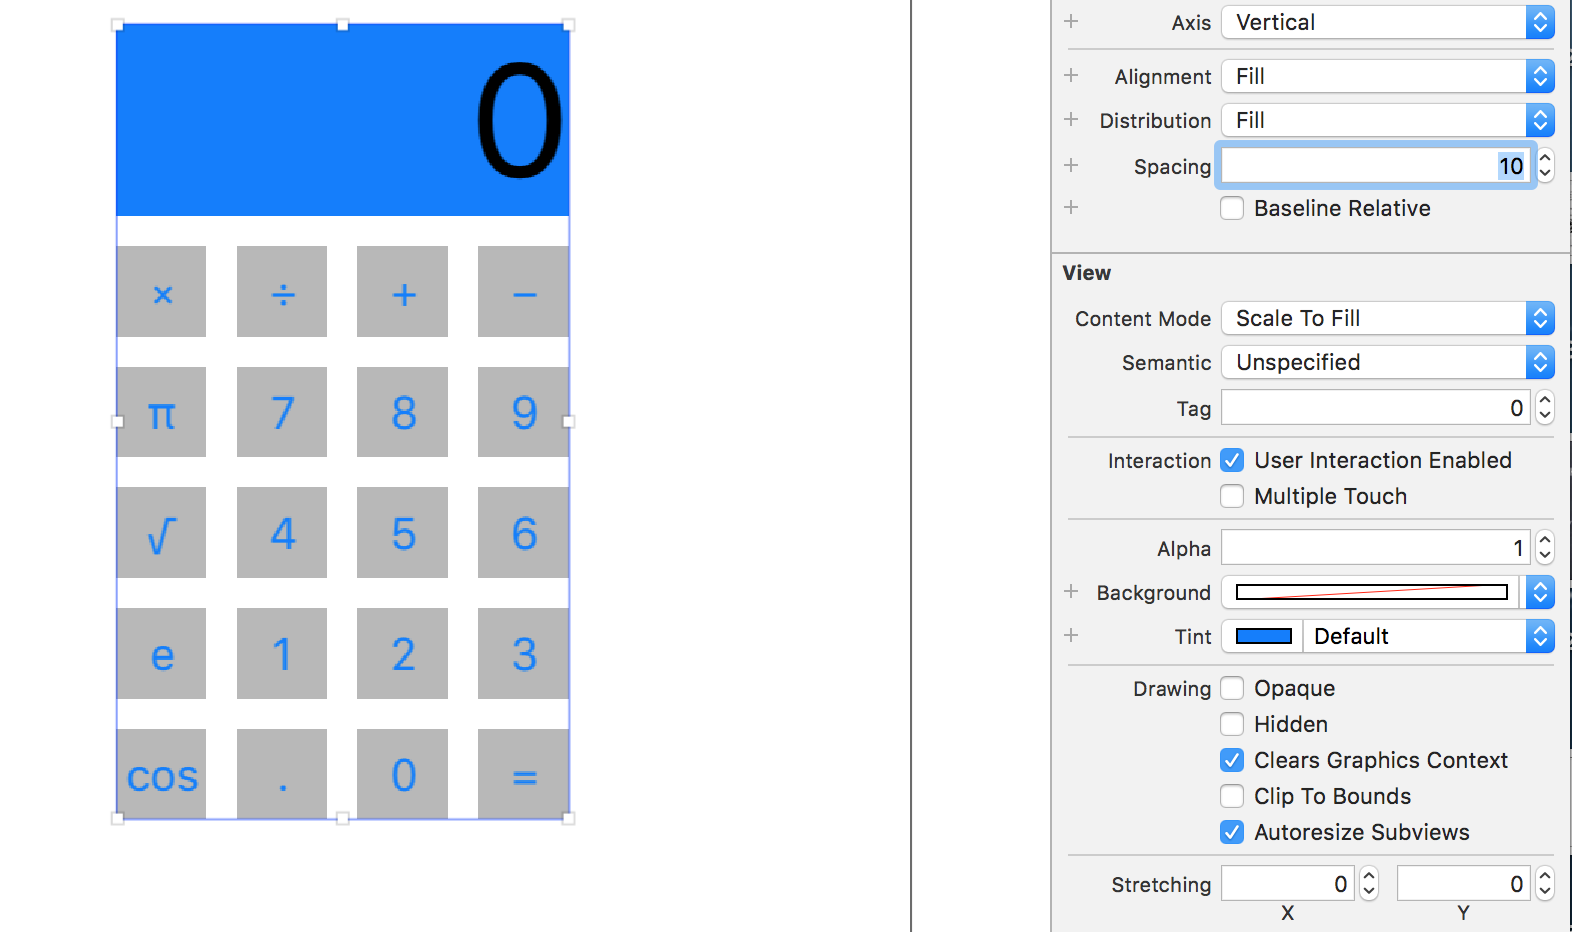 0
× ÷ + −
π 7 8 9
√ 4 5 6
e 1 2 3
cos . 0 =
+ Axis Vertical
+ Alignment Fill
+ Distribution Fill
+ Spacing 10
+ Baseline Relative
View
Content Mode Scale To Fill
Semantic Unspecified
Tag 0
Interaction User Interaction Enabled
Multiple Touch
Alpha 1
+ Background
+ Tint Default
Drawing Opaque
Hidden
Clears Graphics Context
Clip To Bounds
Autoresize Subviews
Stretching 0 0
X Y